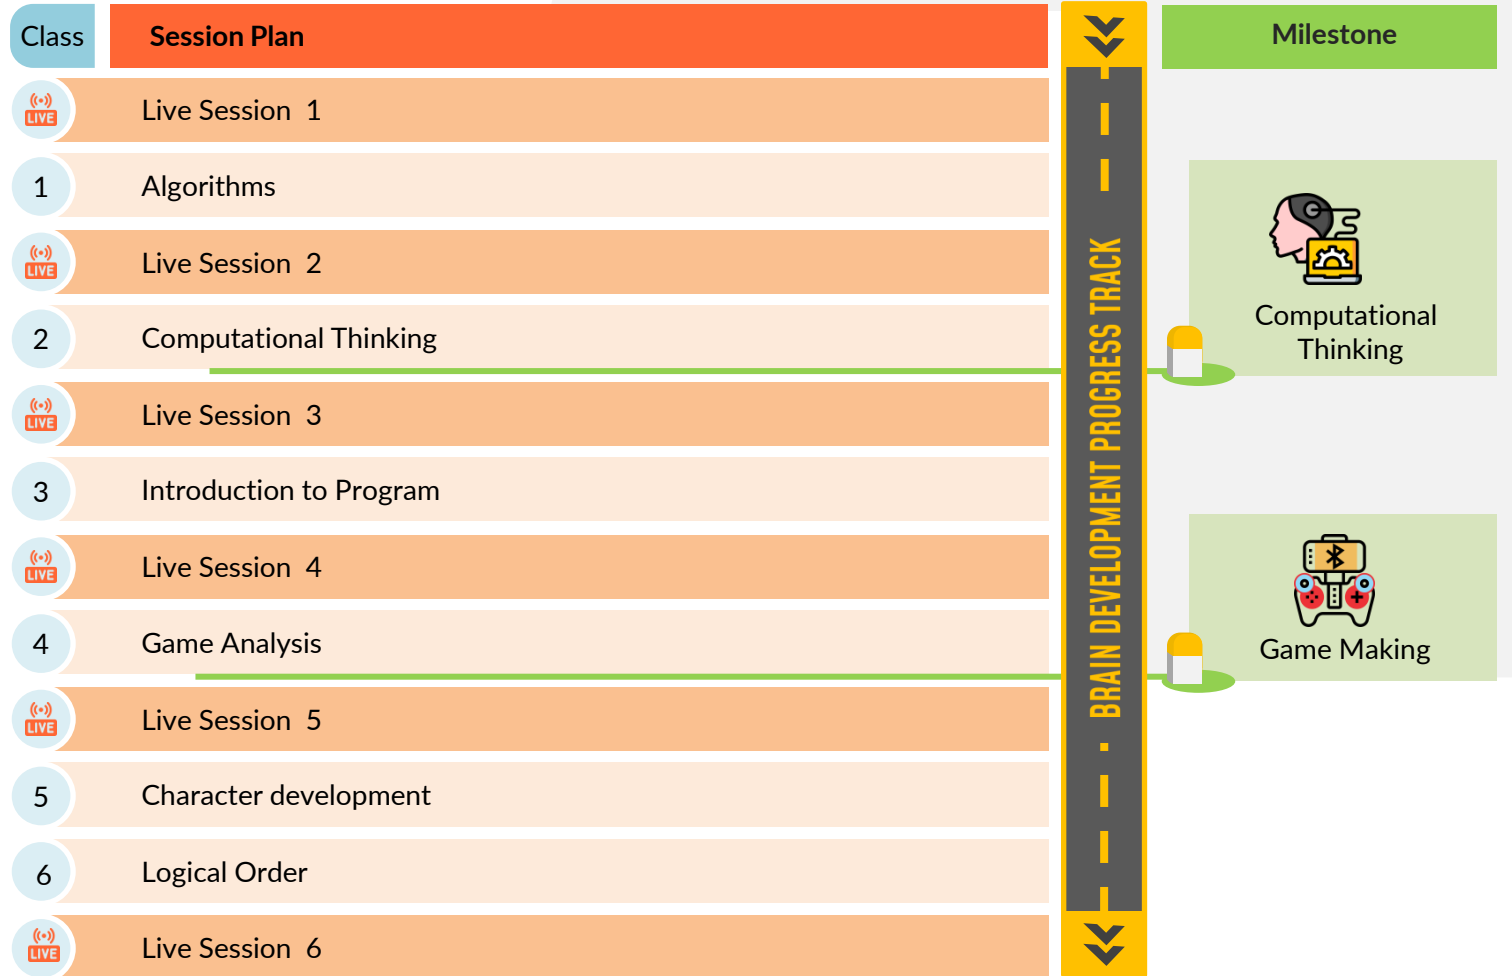 Class
Session Plan
Milestone
LIVE
Live Session 1
1
Algorithms
LIVE
Live Session 2
2
Computational Thinking
Computational
Thinking
LIVE
Live Session 3
3
Introduction to Program
LIVE
Live Session 4
4
Game Analysis
Game Making
LIVE
Live Session 5
5
Character development
6
Logical Order
LIVE
Live Session 6
BRAIN DEVELOPMENT PROGRESS TRACK